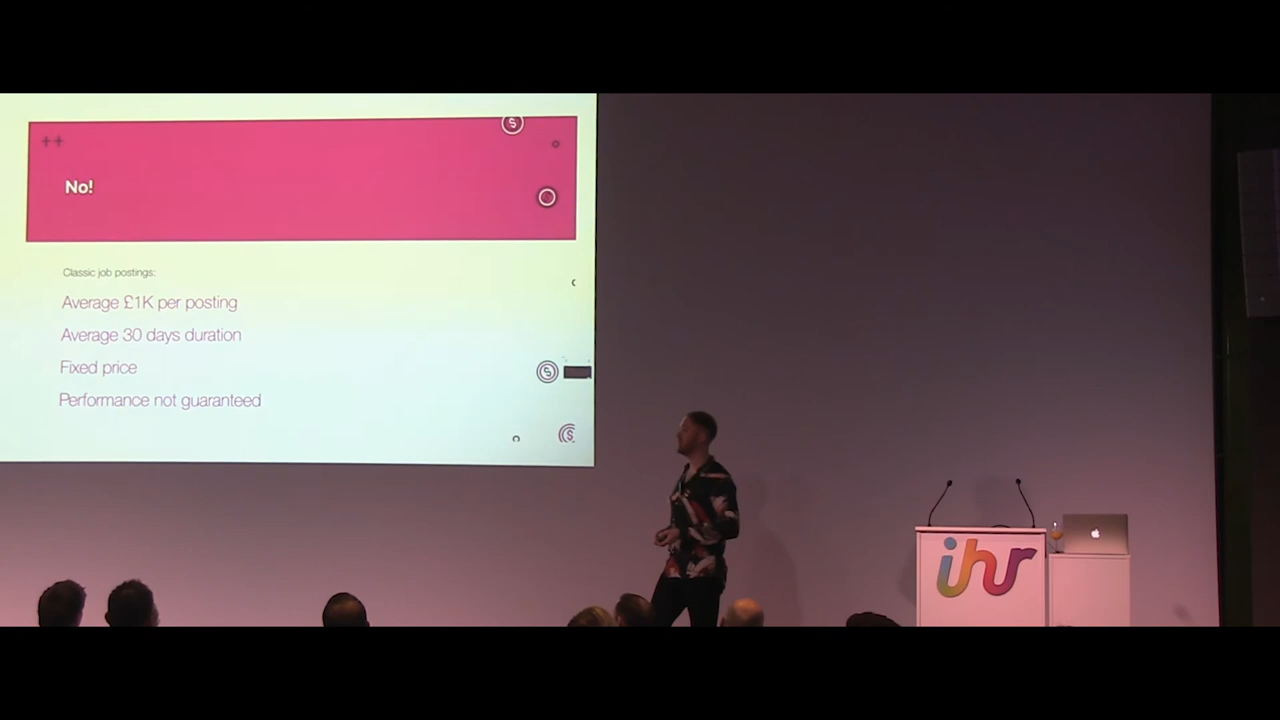 No!
Classic job postings:
Average £1K per posting
Average 30 days duration
Fixed price
Performance not guaranteed
ihr